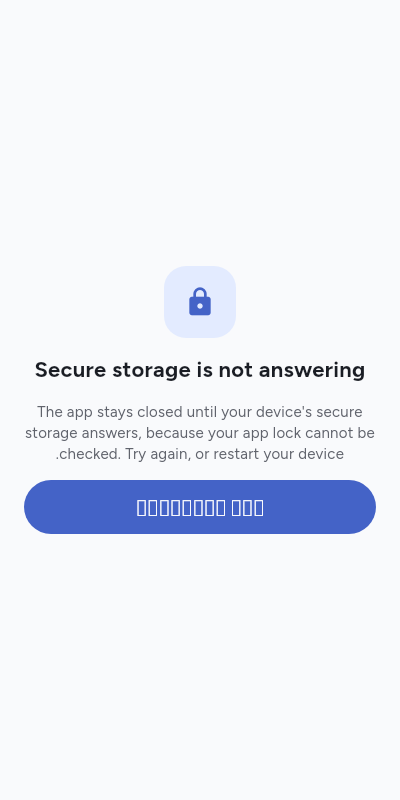 Secure storage is not answering
The app stays closed until your device's secure
storage answers, because your app lock cannot be
.checked. Try again, or restart your device